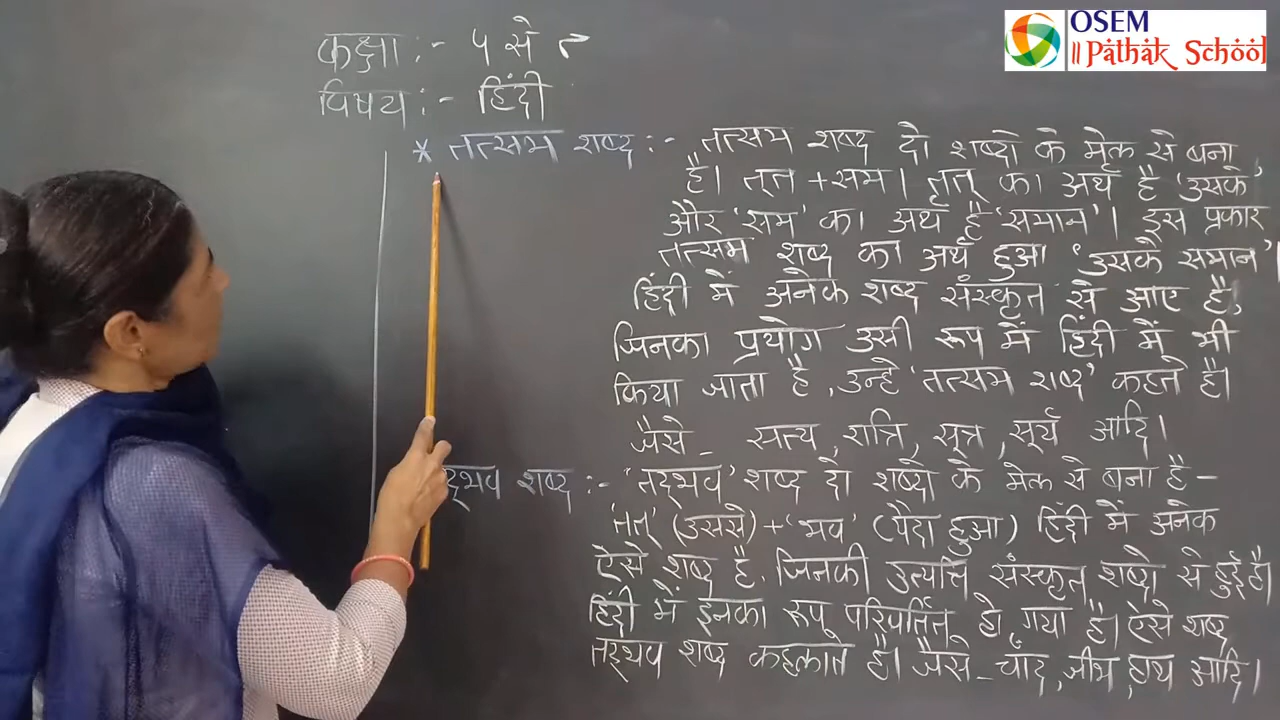 OSEM
॥ Pathak School
कक्षा :- ५ से ८
विषय :- हिंदी
* तत्सम शब्द :- तत्सम शब्द दो शब्दो के मेल से बना
है। तत् + सम। तत् का अर्थ है 'उसके'
और 'सम' का अर्थ है 'समान'। इस प्रकार
तत्सम शब्द का अर्थ हुआ 'उसके समान'।
हिंदी में अनेक शब्द संस्कृत से आए है,
जिनका प्रयोग उसी रूप में हिंदी में भी
किया जाता है, उन्हे 'तत्सम शब्द' कहते है।
जैसे - सत्य, रात्रि, सूत्र, सूर्य आदि।
द्भव शब्द :- 'तद्भव' शब्द दो शब्दो के मेल से बना है -
'तत्' (उससे) + 'भव' (पैदा हुआ) हिंदी में अनेक
ऐसे शब्द है, जिनकी उत्पत्ति संस्कृत शब्दो से हुई है।
हिंदी में इनका रूप परिवर्तित हो गया है। ऐसे शब्द
तद्भव शब्द कहलाते है। जैसे - चाँद, जीभ, हाथ आदि।